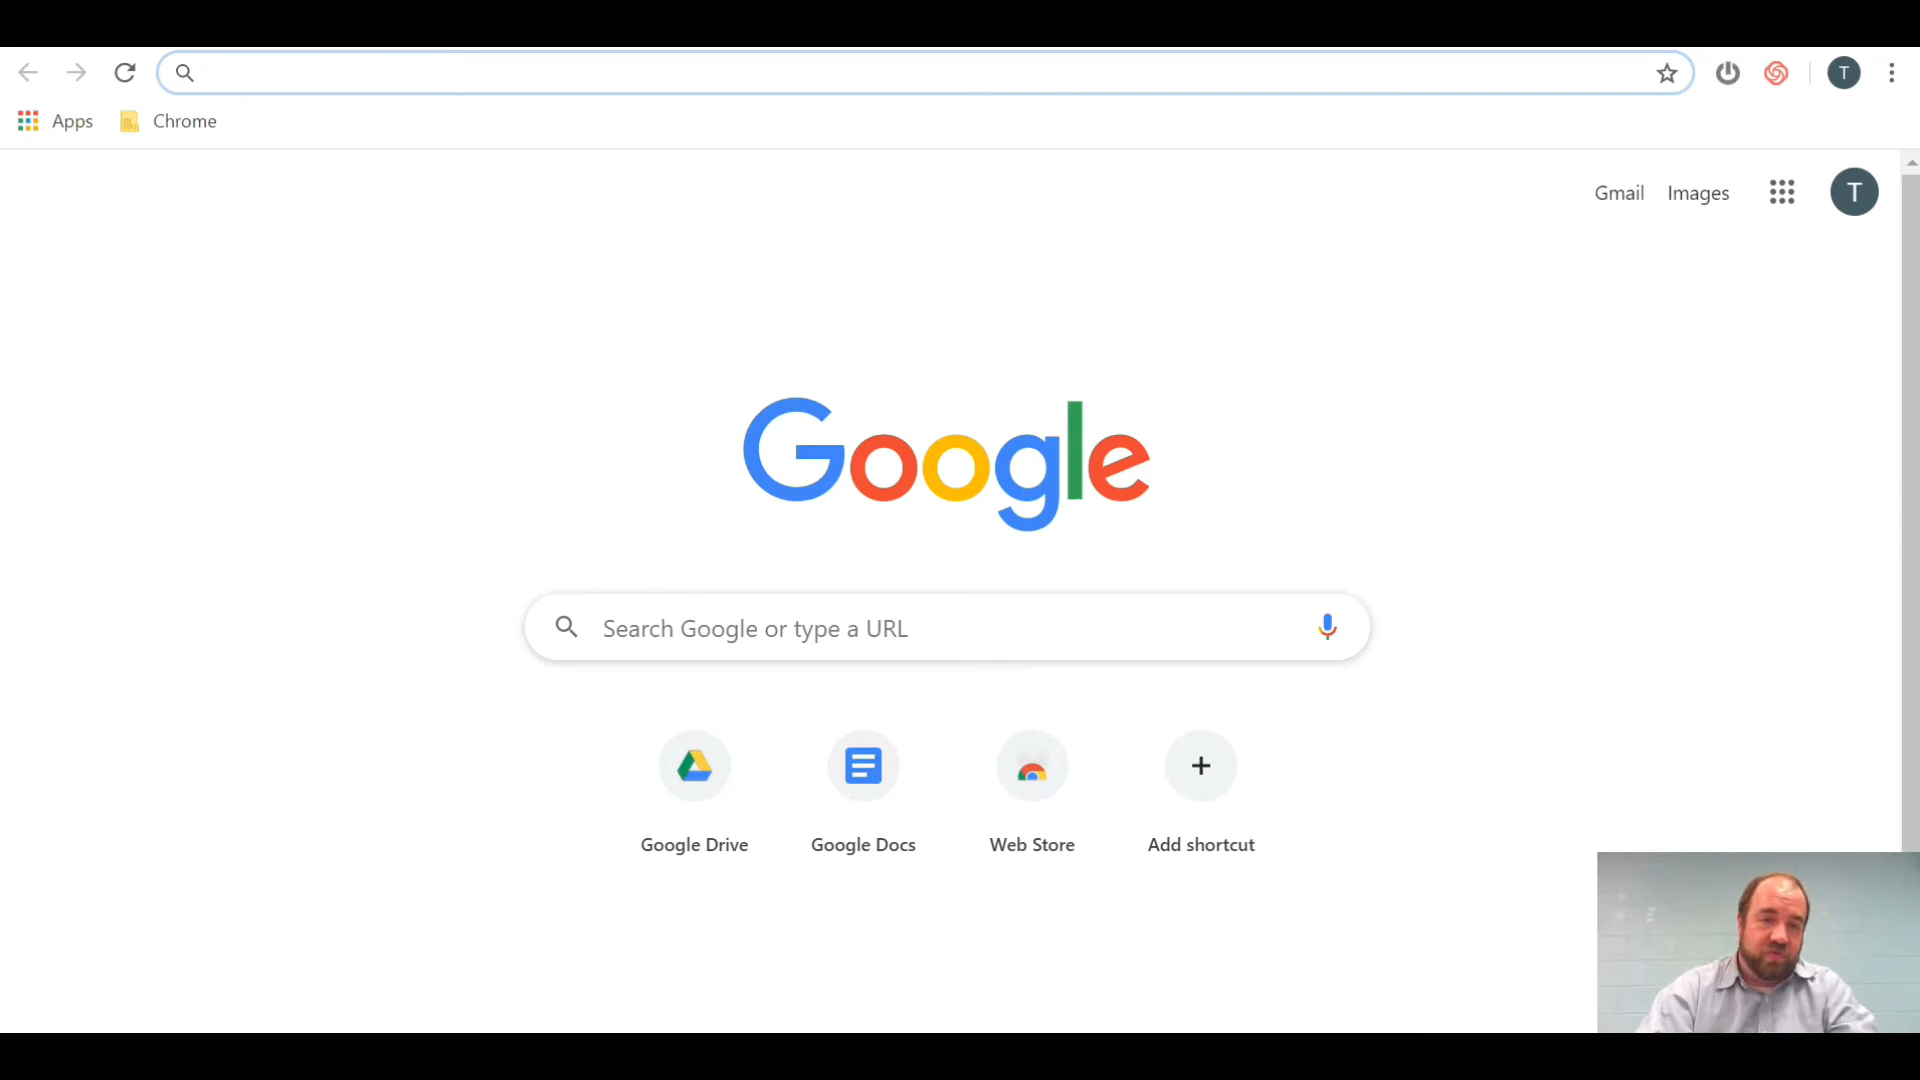 T
Apps Chrome
Gmail Images T
Google
Search Google or type a URL
Google Drive Google Docs Web Store Add shortcut